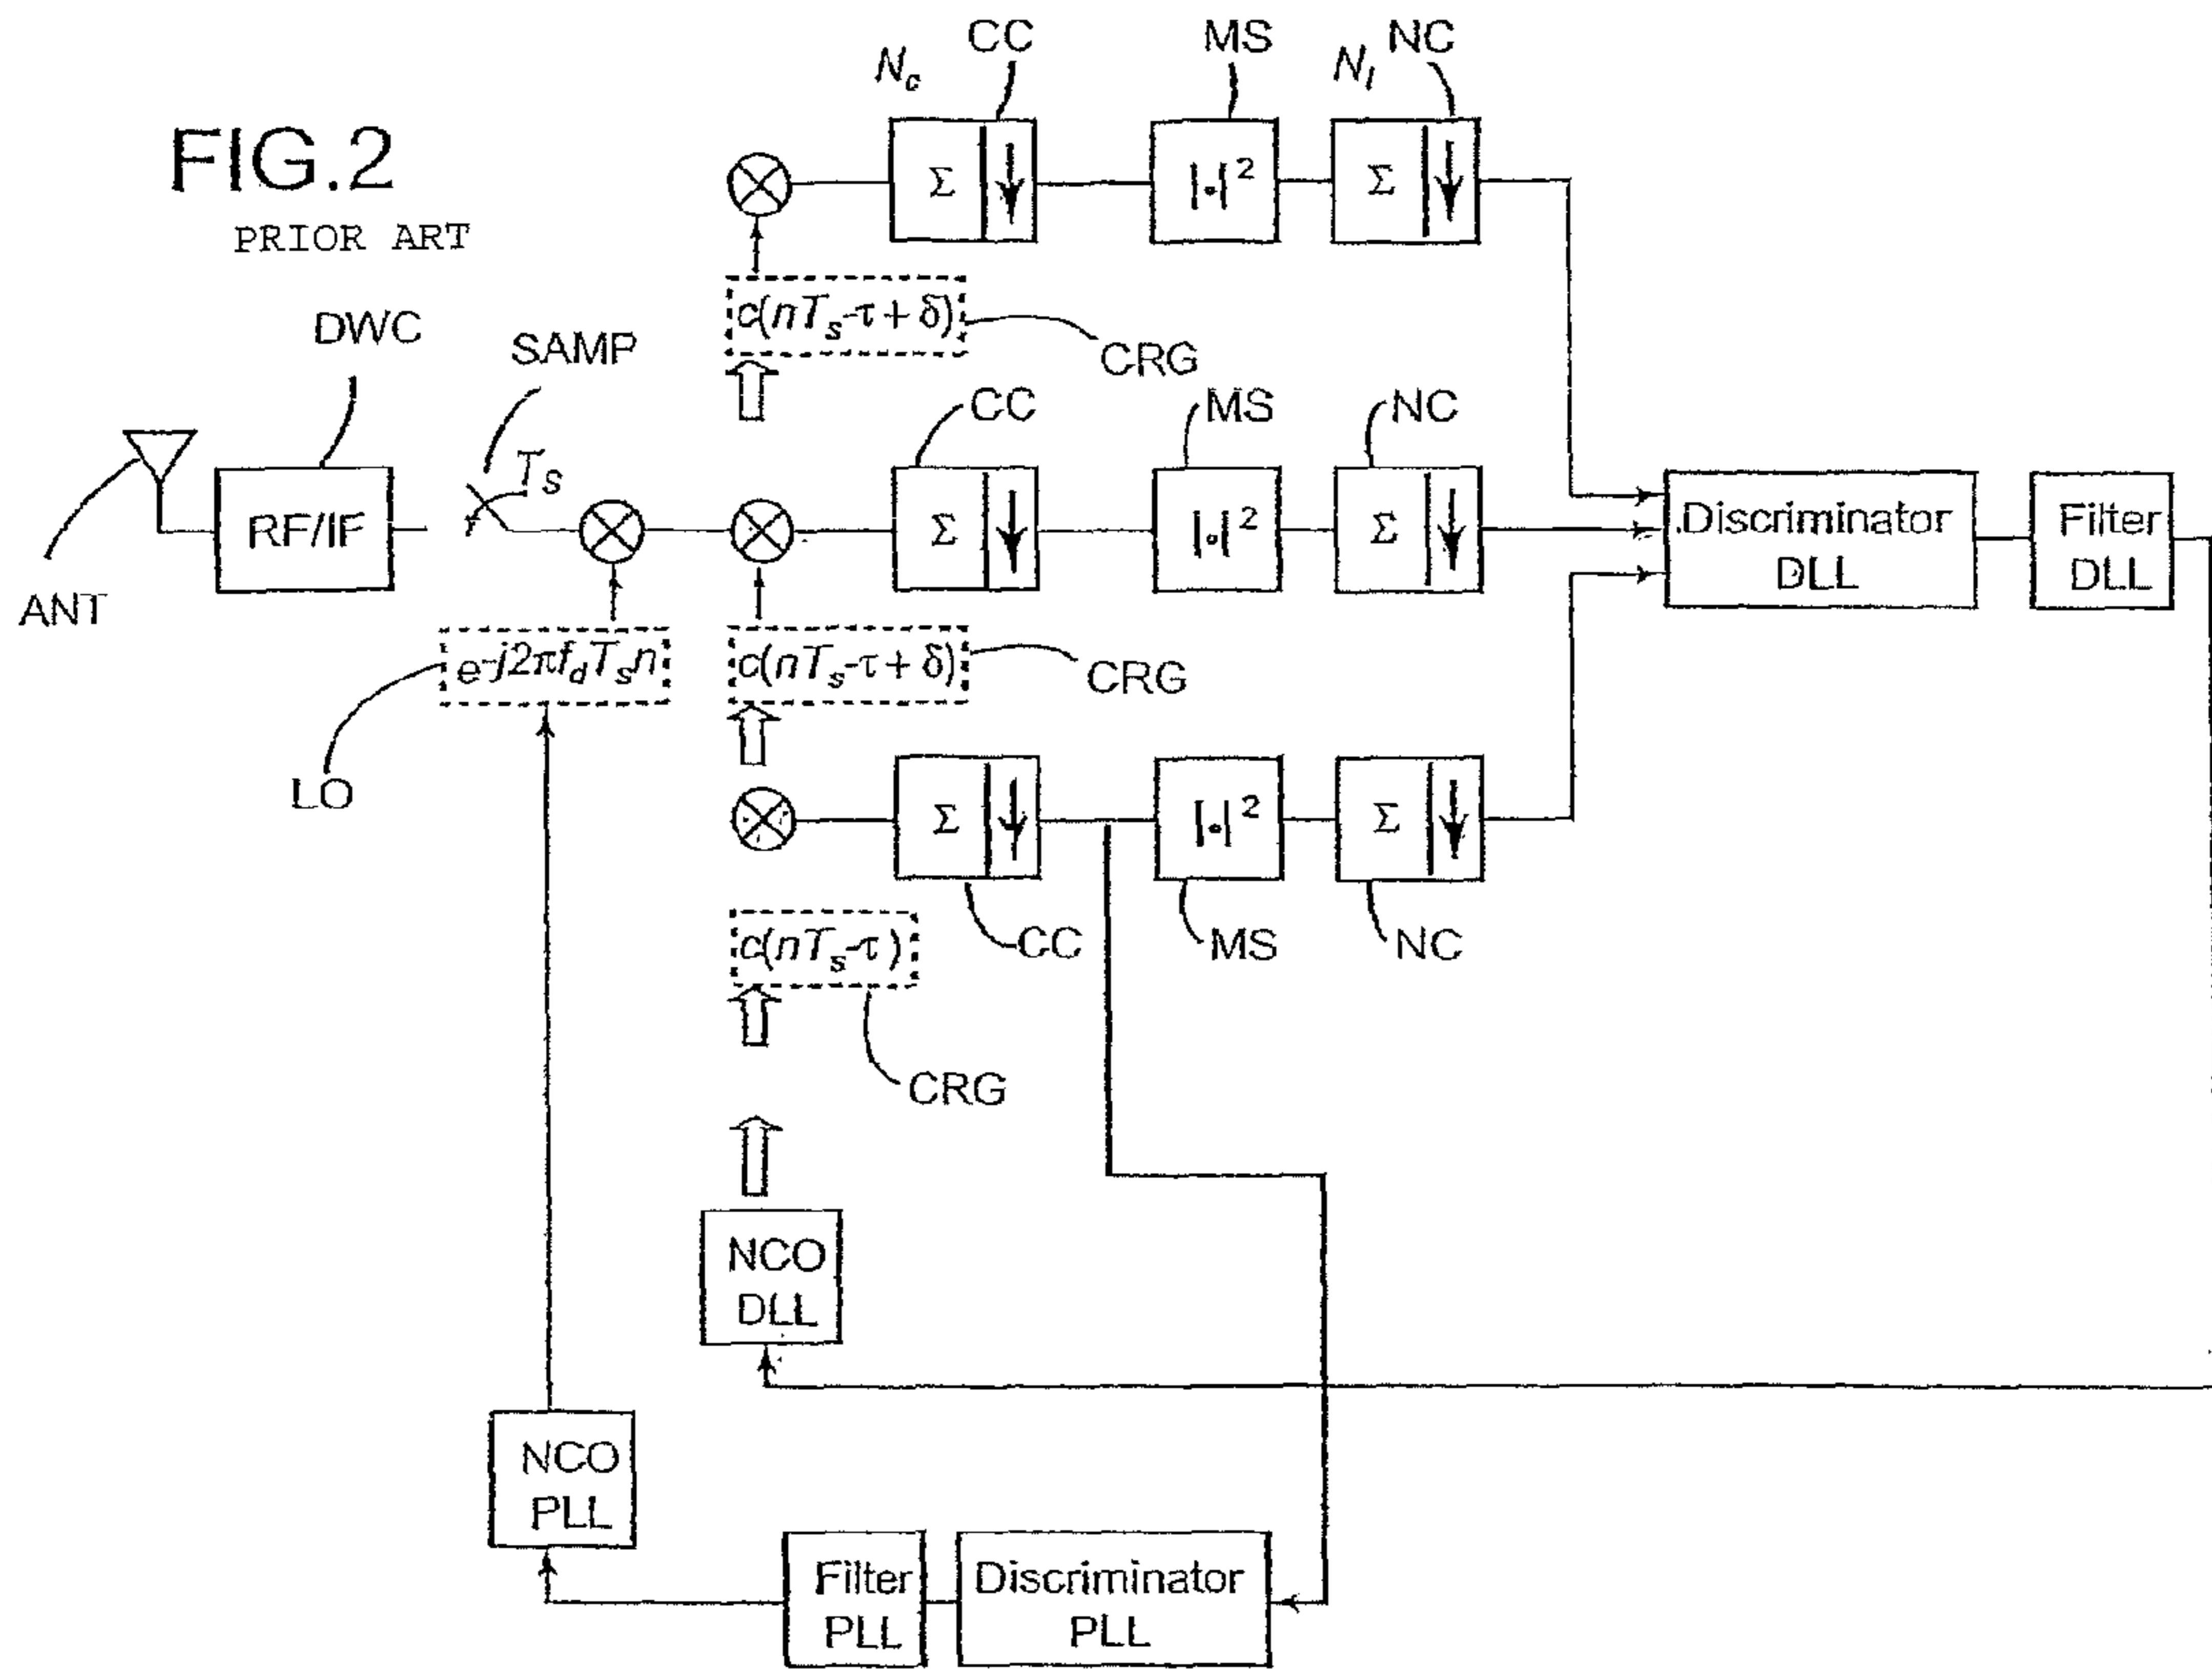 FIG.2
PRIOR ART
N_c CC MS N_I NC
Σ ↓ |•|² Σ ↓
c(nT_s-τ+δ)
CRG
DWC
SAMP
CC MS NC
T_s
RF/IF
Σ ↓ |•|² Σ ↓
Discriminator
DLL
Filter
DLL
ANT
e^-j2πf_dT_sn
c(nT_s-τ+δ)
CRG
LO
Σ ↓ |•|² Σ ↓
c(nT_s-τ)
CC MS NC
CRG
NCO
DLL
NCO
PLL
Filter
PLL
Discriminator
PLL